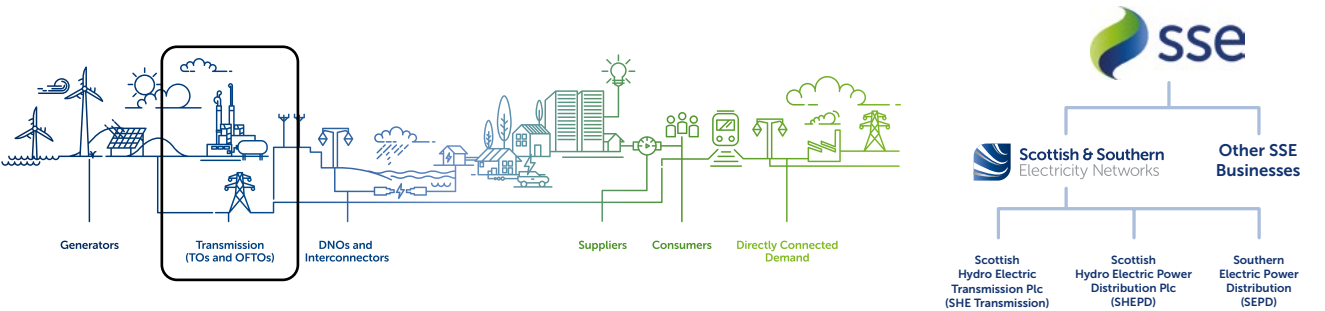 Generators
Transmission
(TOs and OFTOs)
DNOs and
Interconnectors
Suppliers
Consumers
Directly Connected
Demand
sse
Scottish & Southern
Electricity Networks
Other SSE
Businesses
Scottish
Hydro Electric
Transmission Plc
(SHE Transmission)
Scottish
Hydro Electric Power
Distribution Plc
(SHEPD)
Southern
Electric Power
Distribution
(SEPD)